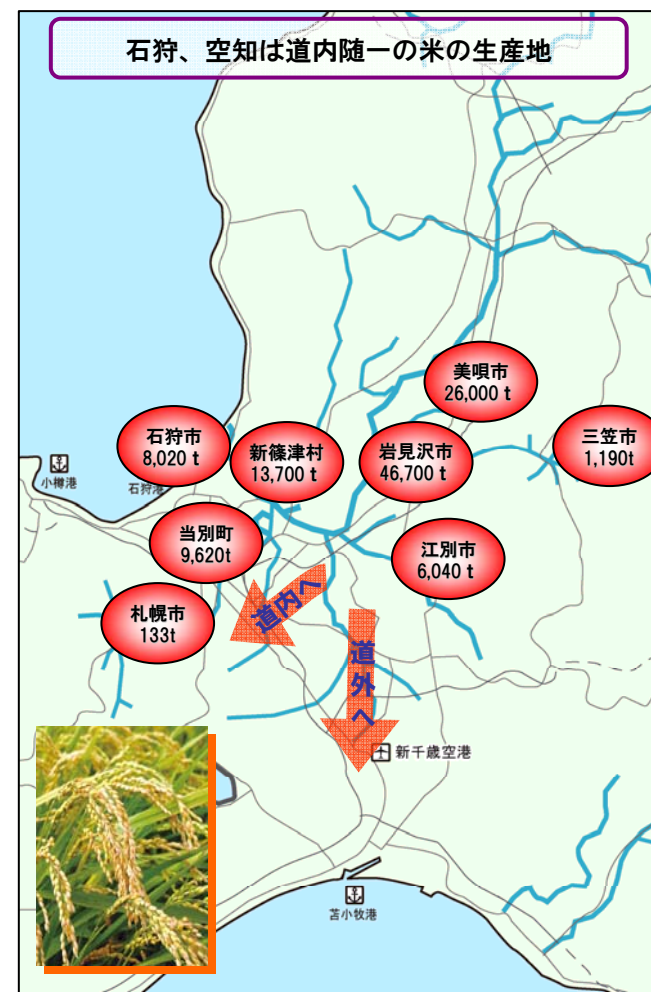 石狩、空知は道内随一の米の生産地
美唄市
26,000 t
石狩市
8,020 t
新篠津村
13,700 t
岩見沢市
46,700 t
三笠市
1,190t
小樽港
石狩港
当別町
9,620t
江別市
6,040 t
札幌市
133t
道内へ
道外へ
新千歳空港
苫小牧港